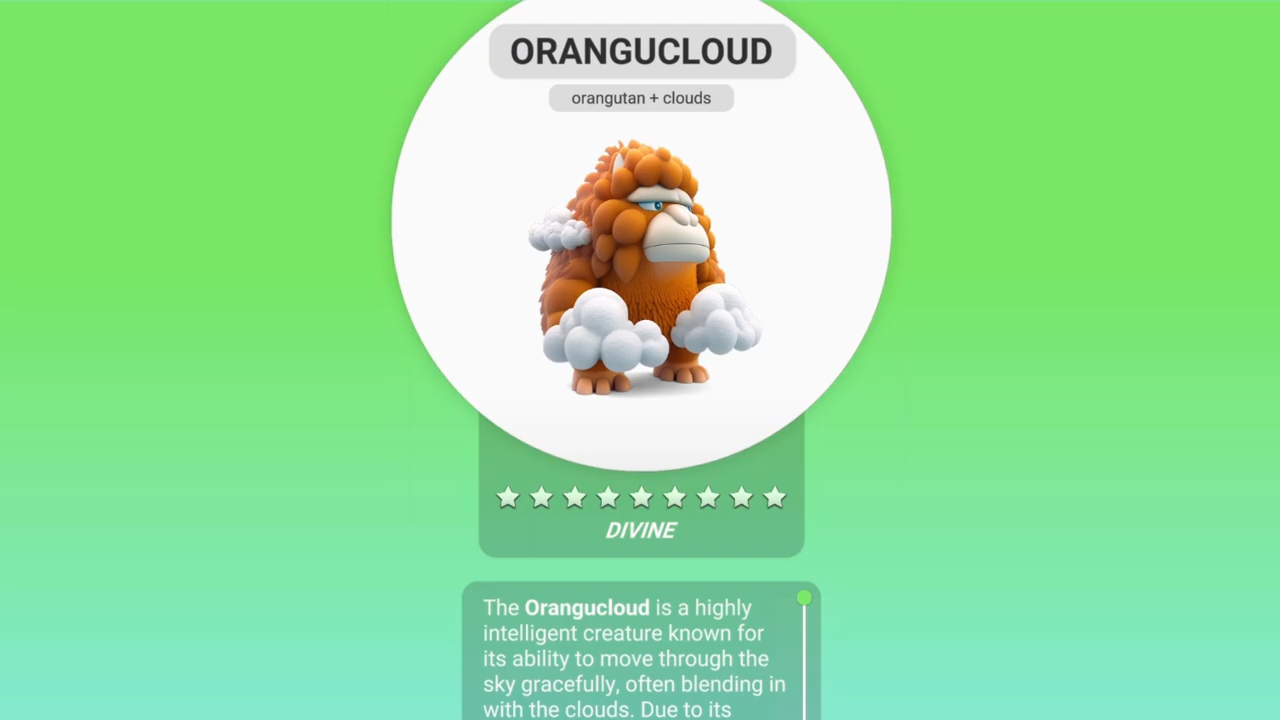 ORANGUCLOUD
orangutan + clouds
DIVINE
The Orangucloud is a highly
intelligent creature known for
its ability to move through the
sky gracefully, often blending in
with the clouds. Due to its